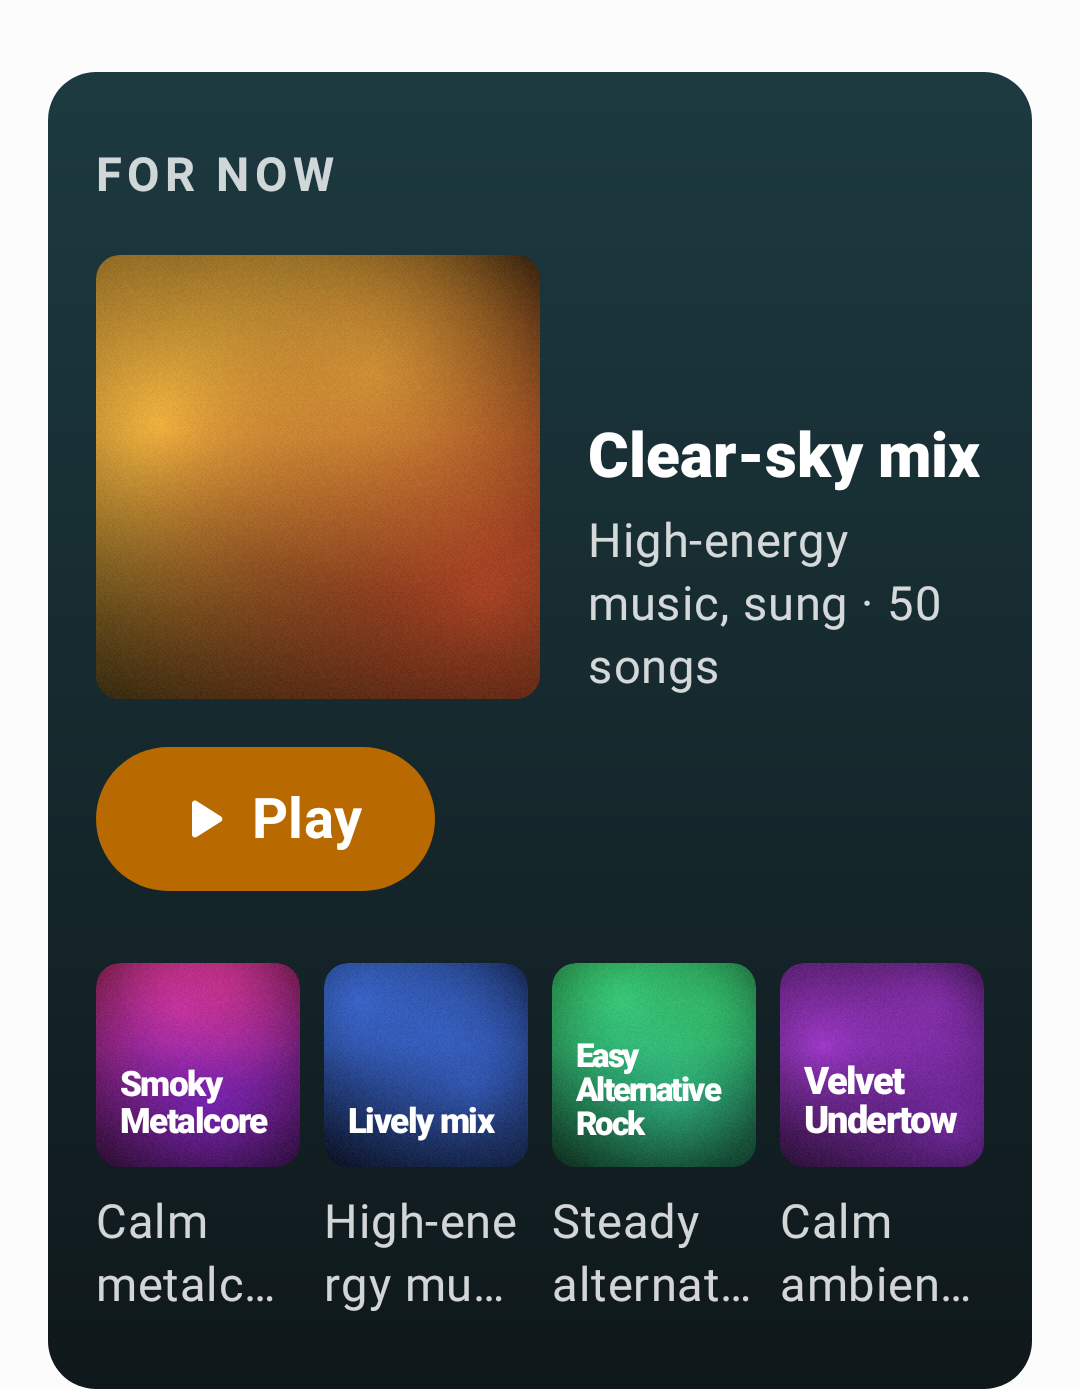 FOR NOW
Clear-sky mix
High-energy
music, sung · 50
songs
Play
Smoky
Metalcore
Lively mix
Easy
Alternative
Rock
Velvet
Undertow
Calm
metalc…
High-ene
rgy mu…
Steady
alternat…
Calm
ambien…